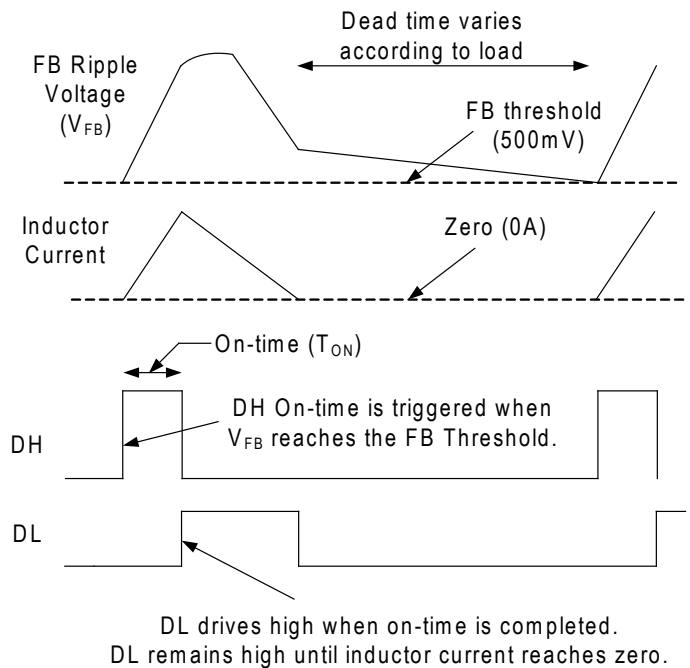 Dead time varies
according to load
FB Ripple
Voltage
(VFB)
FB threshold
(500mV)
Inductor
Current
Zero (0A)
On-time (TON)
DH On-time is triggered when
VFB reaches the FB Threshold.
DH
DL
DL drives high when on-time is completed.
DL remains high until inductor current reaches zero.